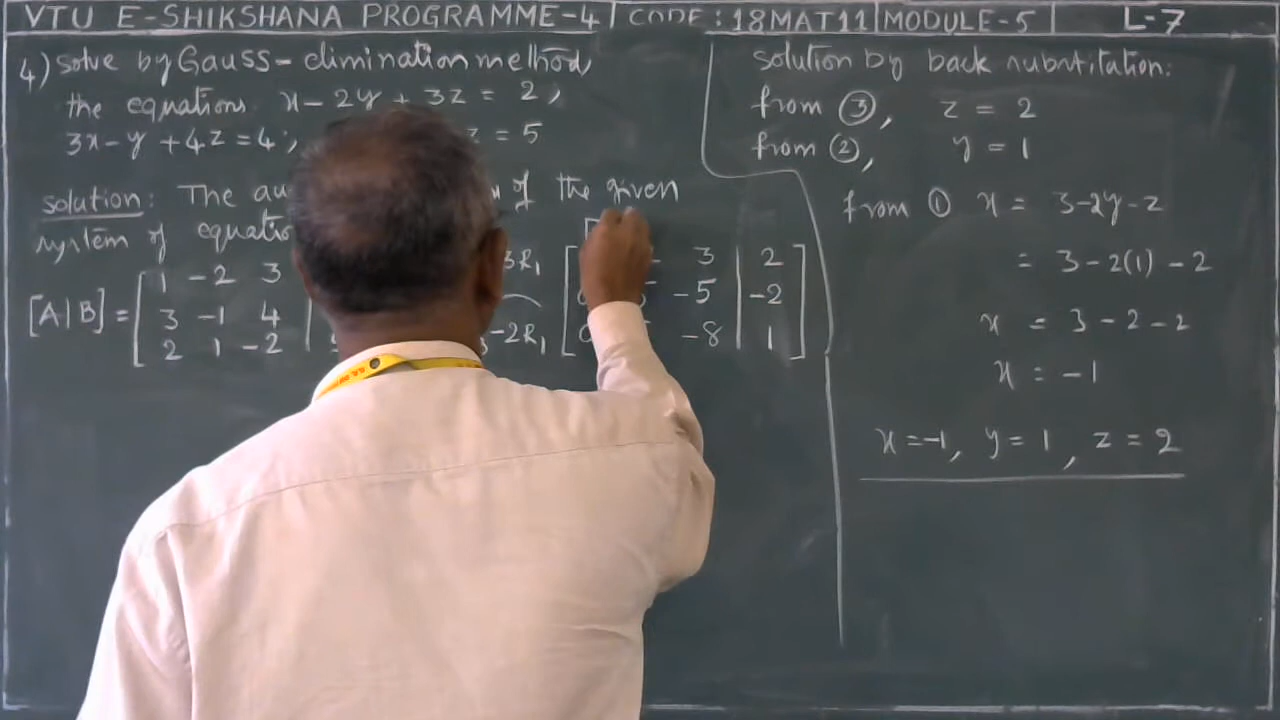 VTU E-SHIKSHANA PROGRAMME-4 | CODE : 18MAT11 | MODULE-5 | L-7
4) solve by Gauss-elimination method
the equations x - 2y + 3z = 2,
3x - y + 4z = 4; z = 5
solution: The of the given
system of
[A|B] = [ 1 -2 3 3R₁ [ 3 | 2 ]
3 -1 4 -5 | -2
2 1 -2 -2R₁ -8 | 1
solution by back substitution:
from ③, z = 2
from ②, y = 1
from ① x = 3-2y-z
= 3-2(1)-2
x = 3-2-2
x = -1
x=-1, y=1, z=2